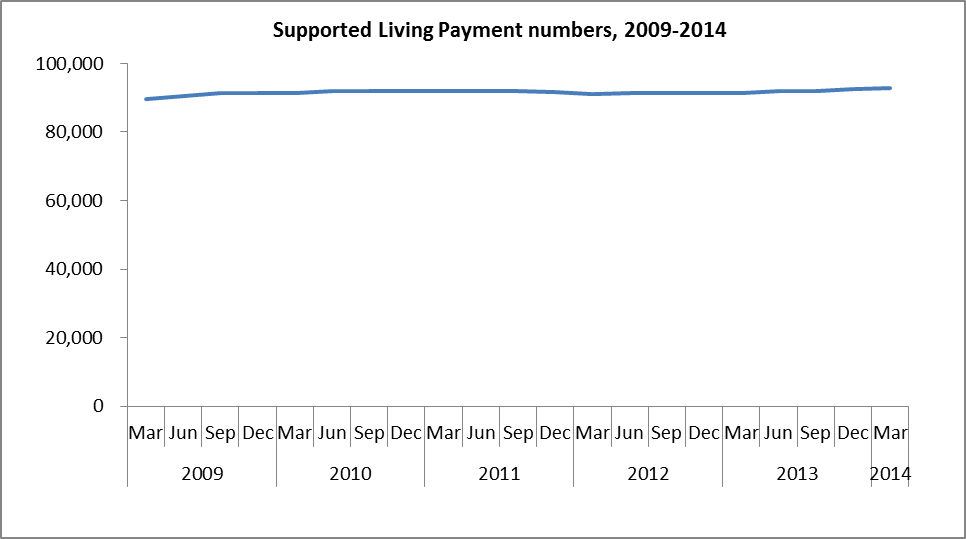 Supported Living Payment numbers, 2009-2014
100,000
80,000
60,000
40,000
20,000
0
Mar Jun Sep Dec Mar Jun Sep Dec Mar Jun Sep Dec Mar Jun Sep Dec Mar Jun Sep Dec Mar
2009 2010 2011 2012 2013 2014